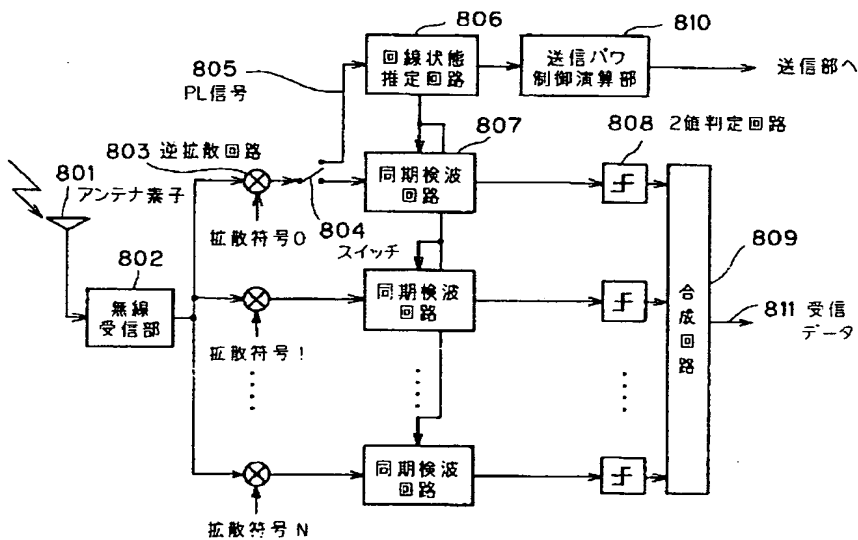 806
810
回線状態
推定回路
送信パワ
制御演算部
送信部へ
805
PL信号
807
808 2値判定回路
803 逆拡散回路
同期検波
回路
801
アンテナ素子
拡散符号0
804
スイッチ
809
802
無線
受信部
同期検波
回路
合成回路
811 受信
データ
拡散符号1
同期検波
回路
拡散符号N